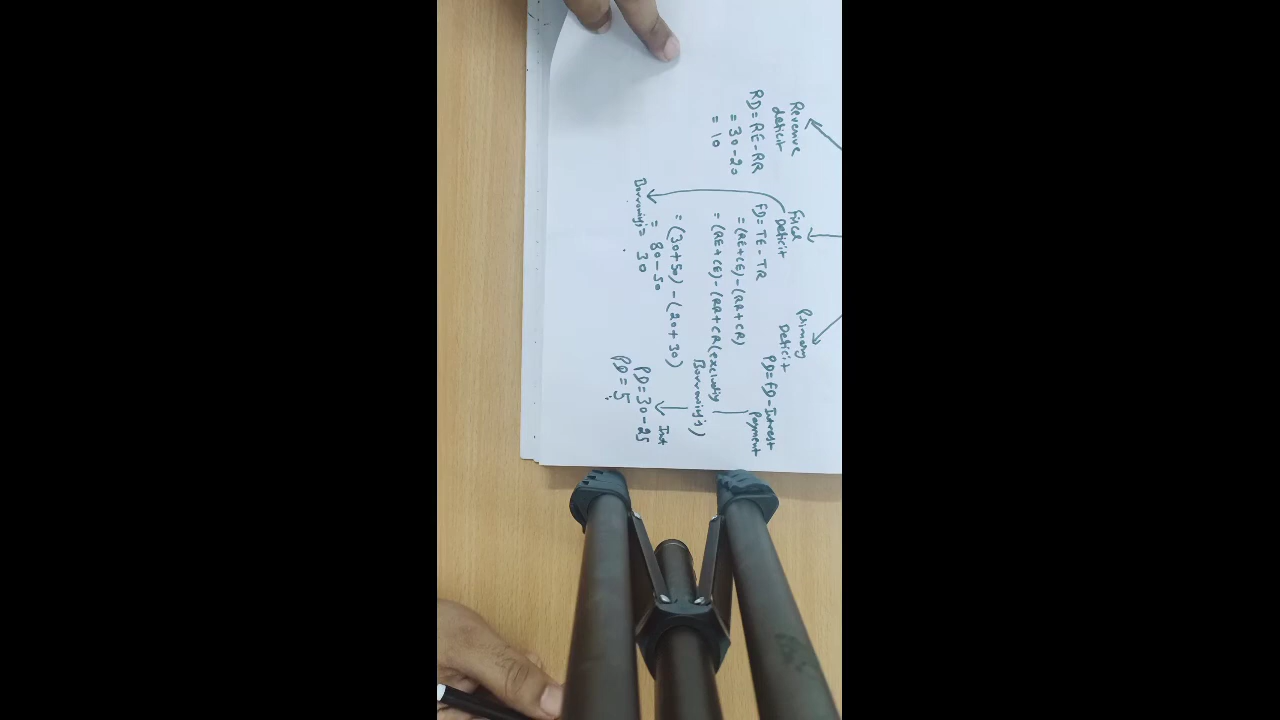 Revenue
deficit
RD = RE - RR
= 30 - 20
= 10
Fiscal
Deficit
FD = TE - TR
= (RE + CE) - (RR + CR)
= (RE + CE) - (RR + CR (excluding
Borrowing's)
= (30 + 50) - (20 + 30)
= 80 - 50
Borrowing = 30
Primary
Deficit
PD = FD - Interest
Payment
Int
PD = 30 - 25
PD = 5